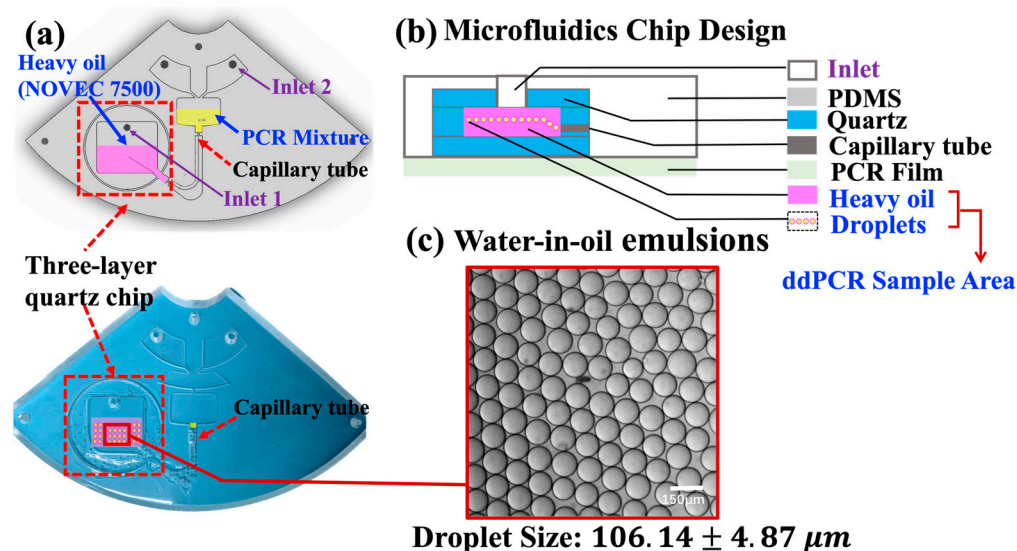 (a)
Heavy oil
(NOVEC 7500)
Inlet 2
PCR Mixture
Capillary tube
Inlet 1
Three-layer
quartz chip
Capillary tube
(b) Microfluidics Chip Design
Inlet
PDMS
Quartz
Capillary tube
PCR Film
Heavy oil
Droplets
ddPCR Sample Area
(c) Water-in-oil emulsions
150μm
Droplet Size: 106.14 ± 4.87 μm